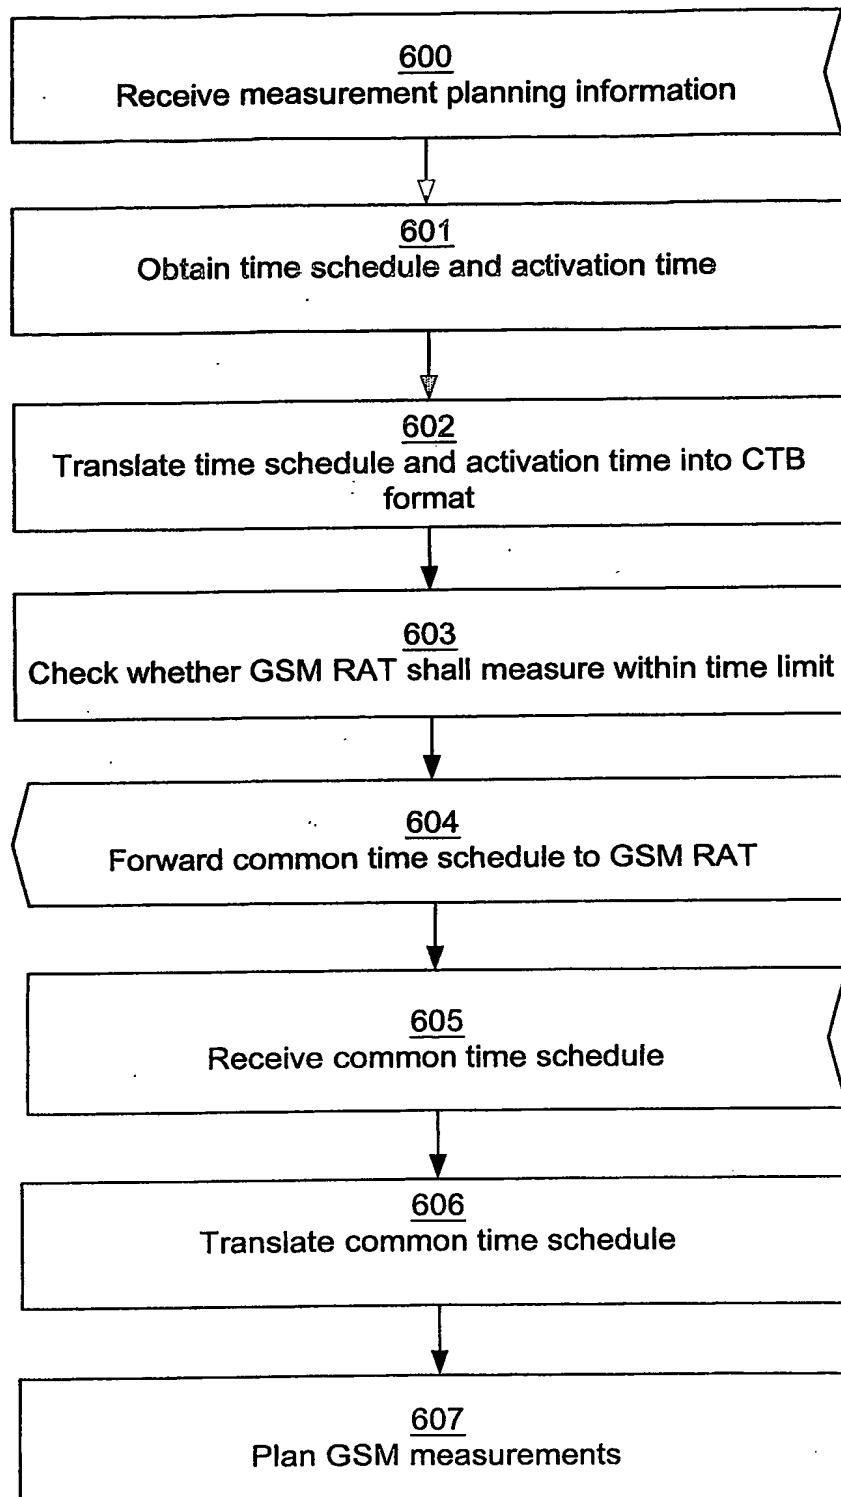 600
Receive measurement planning information
601
Obtain time schedule and activation time
602
Translate time schedule and activation time into CTB
format
603
Check whether GSM RAT shall measure within time limit
604
Forward common time schedule to GSM RAT
605
Receive common time schedule
606
Translate common time schedule
607
Plan GSM measurements